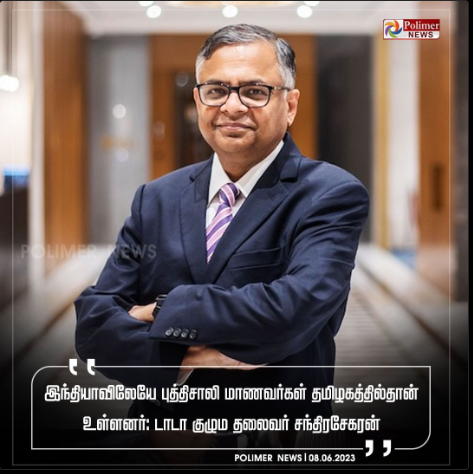 Polimer
NEWS
POLIMER NEWS
இந்தியாவிலேயே புத்திசாலி மாணவர்கள் தமிழகத்தில்தான்
உள்ளனர்: டாடா குழும தலைவர் சந்திரசேகரன்
POLIMER NEWS | 08.06.2023